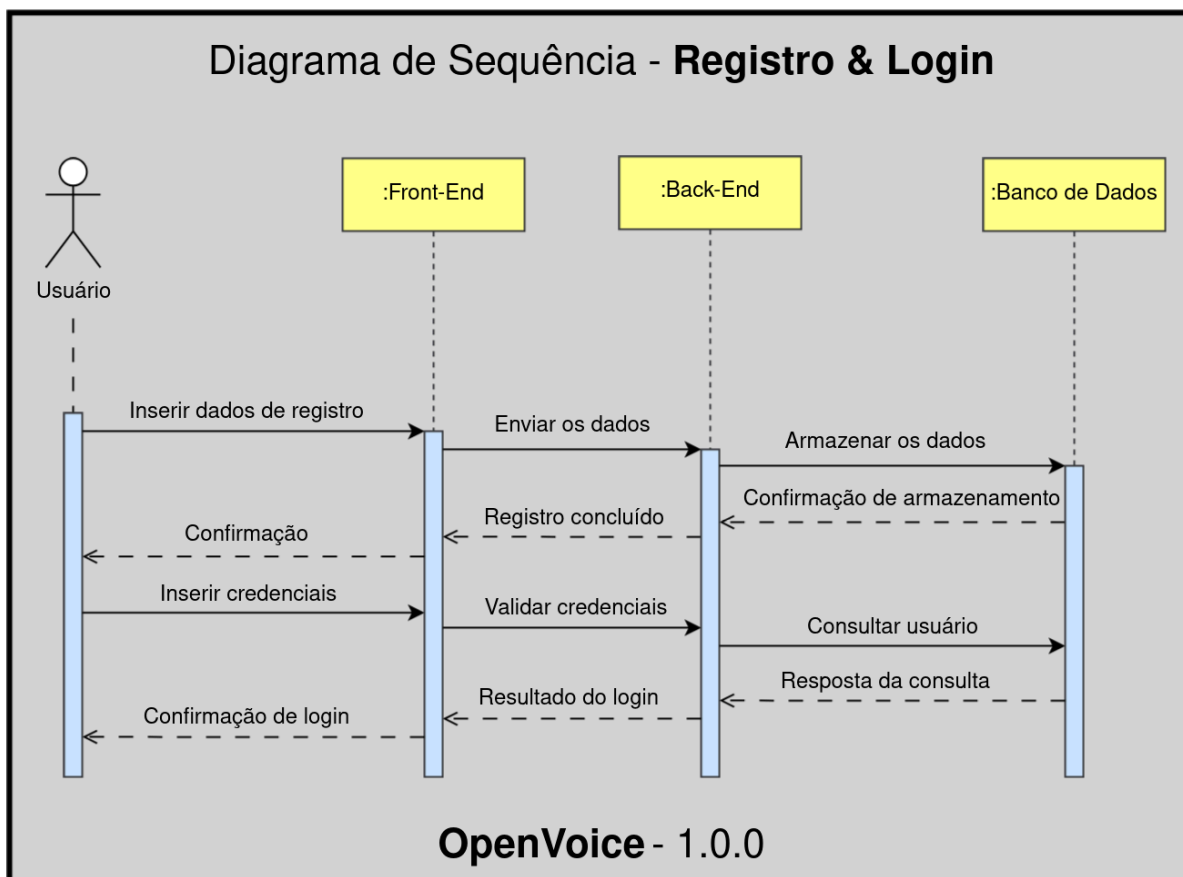 Diagrama de Sequência - Registro & Login
:Front-End
:Back-End
:Banco de Dados
Usuário
Inserir dados de registro
Enviar os dados
Armazenar os dados
Confirmação de armazenamento
Registro concluído
Confirmação
Inserir credenciais
Validar credenciais
Consultar usuário
Resposta da consulta
Resultado do login
Confirmação de login
OpenVoice - 1.0.0